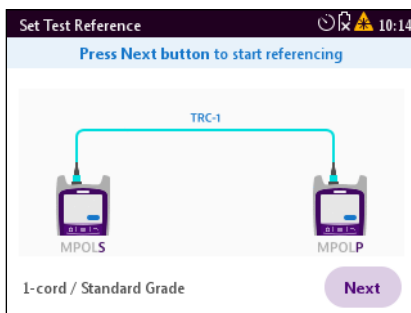 Set Test Reference 10:14
Press Next button to start referencing
TRC-1
MPOLS MPOLP
1-cord / Standard Grade Next